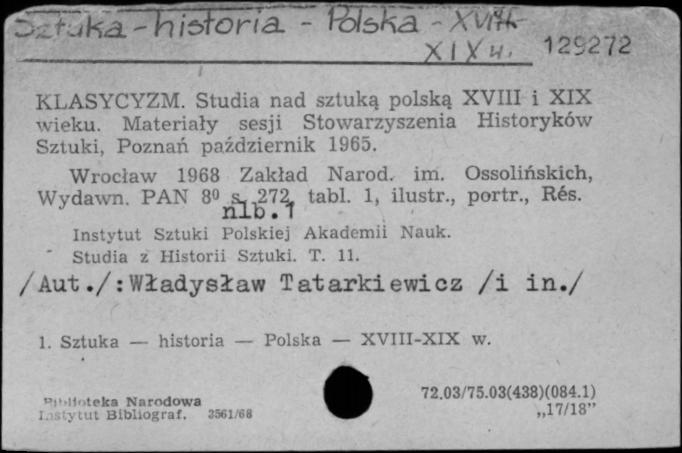 Sztuka - historia - Polska - XVIII-
XIX w. 129272
KLASYCYZM. Studia nad sztuką polską XVIII i XIX
wieku. Materiały sesji Stowarzyszenia Historyków
Sztuki, Poznań październik 1965.
Wrocław 1968 Zakład Narod. im. Ossolińskich,
Wydawn. PAN 8⁰ s. 272, tabl. 1, ilustr., portr., Rés.
nlb.1
Instytut Sztuki Polskiej Akademii Nauk.
Studia z Historii Sztuki. T. 11.
/Aut./:Władysław Tatarkiewicz /i in./
1. Sztuka — historia — Polska — XVIII-XIX w.
Biblioteka Narodowa
Instytut Bibliograf. 3561/68
72.03/75.03(438)(084.1)
„17/18”